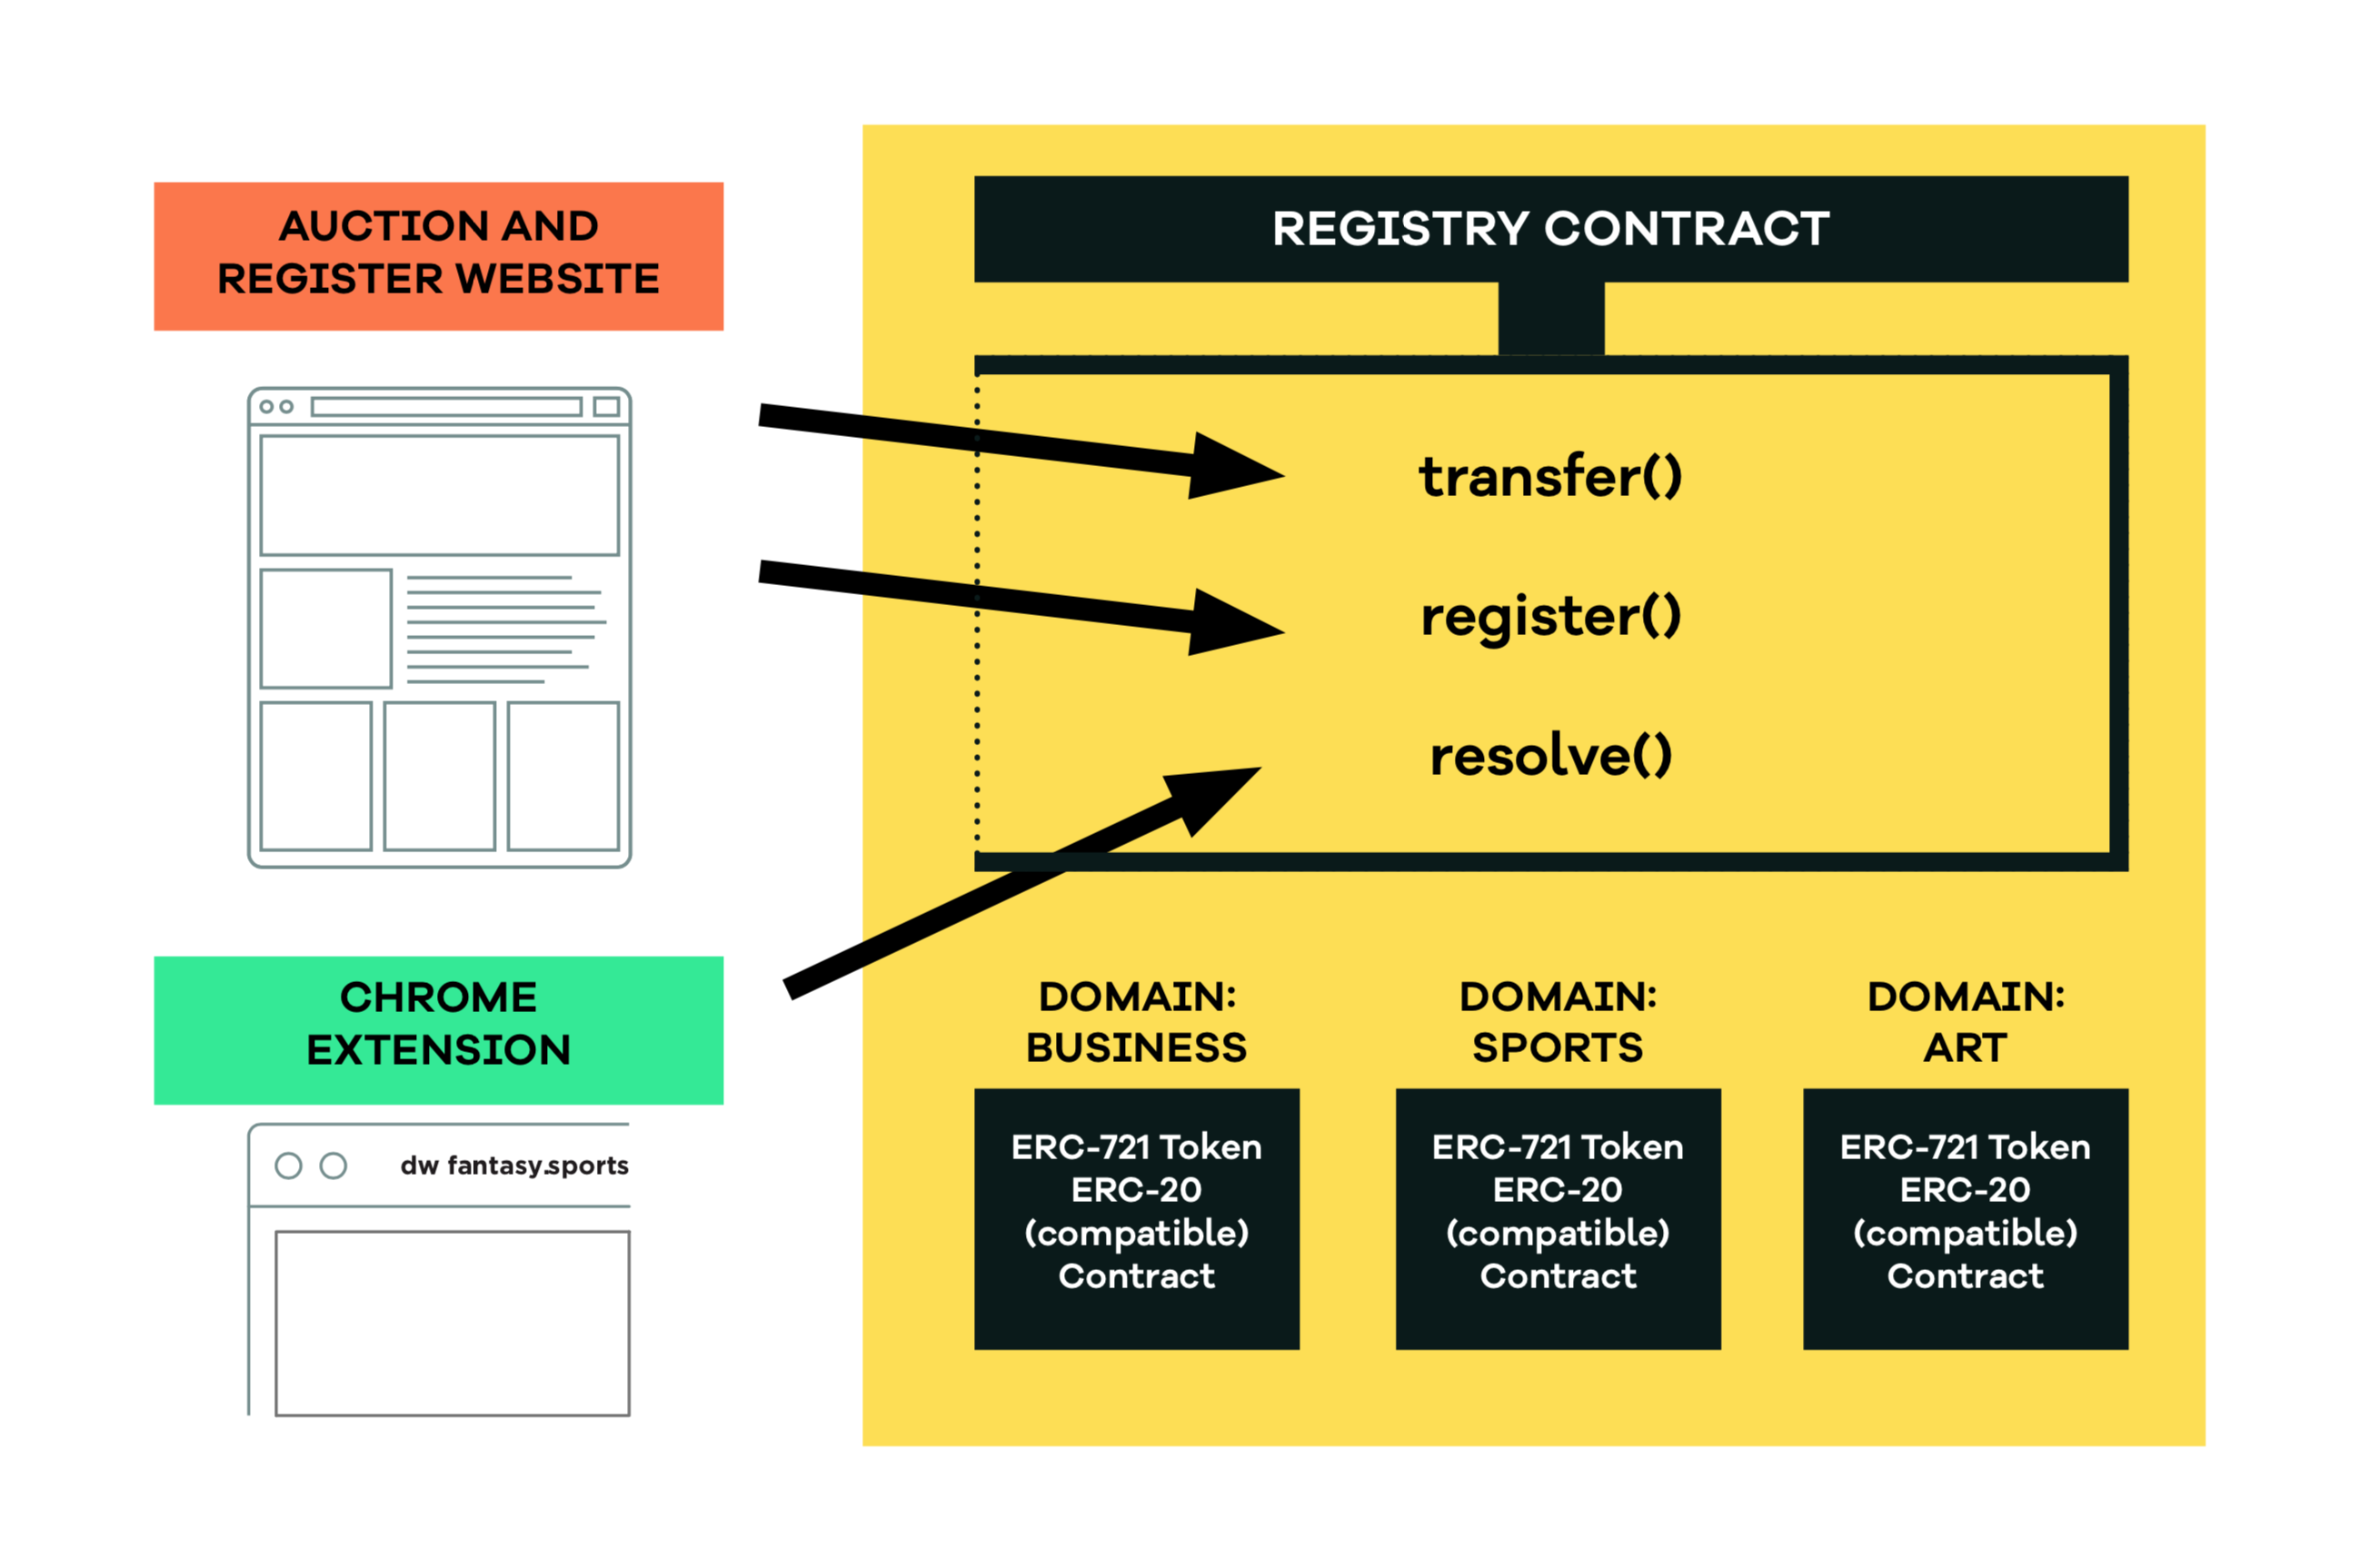 AUCTION AND
REGISTER WEBSITE
REGISTRY CONTRACT
transfer()
register()
resolve()
CHROME
EXTENSION
dw fantasy.sports
DOMAIN:
BUSINESS
ERC-721 Token
ERC-20
(compatible)
Contract
DOMAIN:
SPORTS
ERC-721 Token
ERC-20
(compatible)
Contract
DOMAIN:
ART
ERC-721 Token
ERC-20
(compatible)
Contract